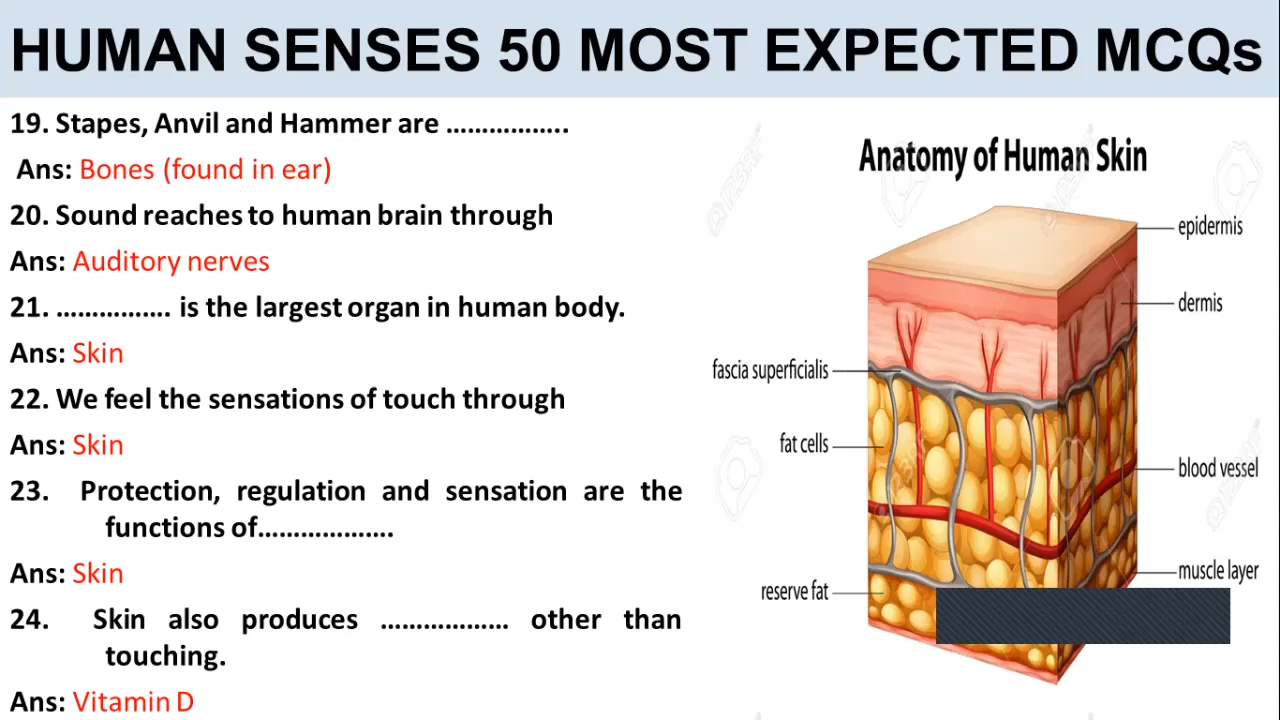 HUMAN SENSES 50 MOST EXPECTED MCQs
19. Stapes, Anvil and Hammer are ……………..
Ans: Bones (found in ear)
20. Sound reaches to human brain through
Ans: Auditory nerves
21. ……………. is the largest organ in human body.
Ans: Skin
22. We feel the sensations of touch through
Ans: Skin
23. Protection, regulation and sensation are the
functions of……………….
Ans: Skin
24. Skin also produces ……………… other than
touching.
Ans: Vitamin D
Anatomy of Human Skin
epidermis
dermis
fascia superficialis
fat cells
blood vessel
muscle layer
reserve fat
123RF
123RF
123RF